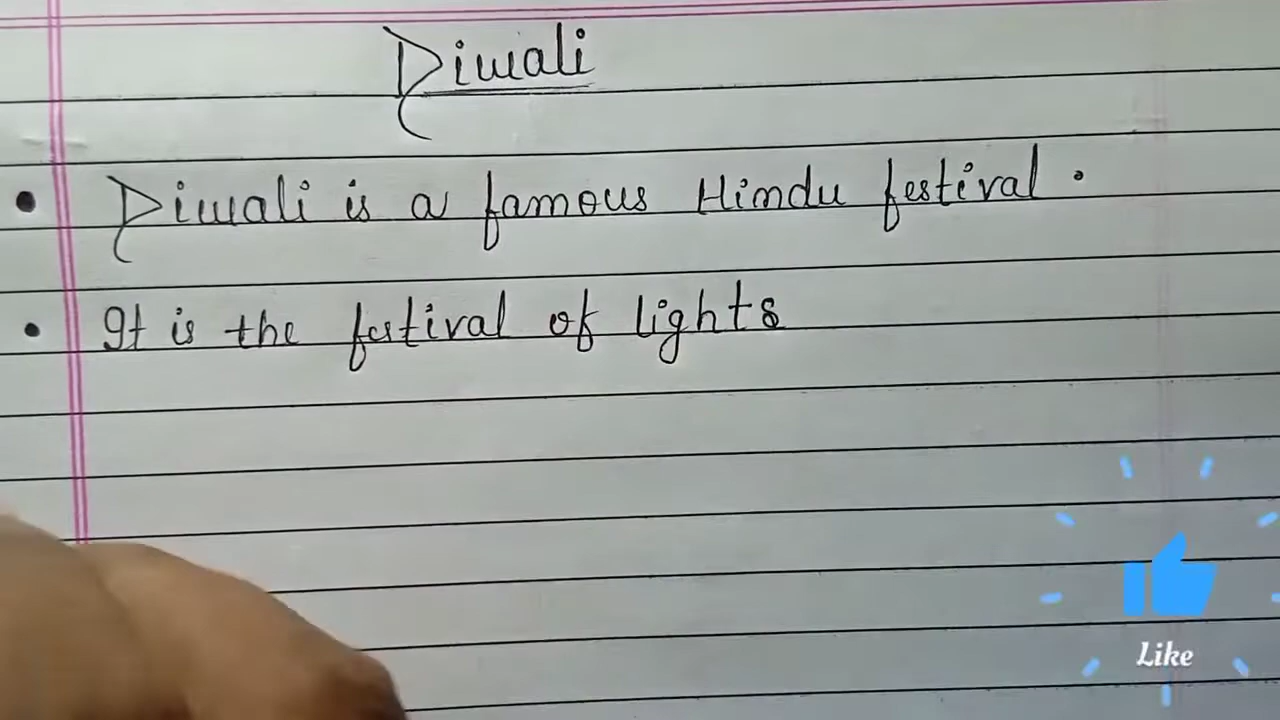 Diwali
• Diwali is a famous Hindu festival .
• It is the festival of lights
Like